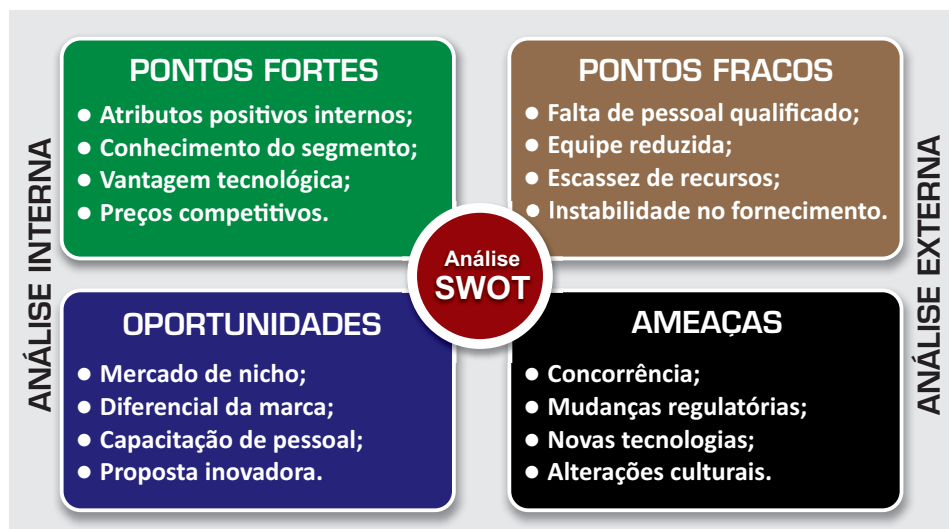 ANÁLISE INTERNA
PONTOS FORTES
● Atributos positivos internos;
● Conhecimento do segmento;
● Vantagem tecnológica;
● Preços competitivos.
PONTOS FRACOS
● Falta de pessoal qualificado;
● Equipe reduzida;
● Escassez de recursos;
● Instabilidade no fornecimento.
Análise
SWOT
OPORTUNIDADES
● Mercado de nicho;
● Diferencial da marca;
● Capacitação de pessoal;
● Proposta inovadora.
AMEAÇAS
● Concorrência;
● Mudanças regulatórias;
● Novas tecnologias;
● Alterações culturais.
ANÁLISE EXTERNA